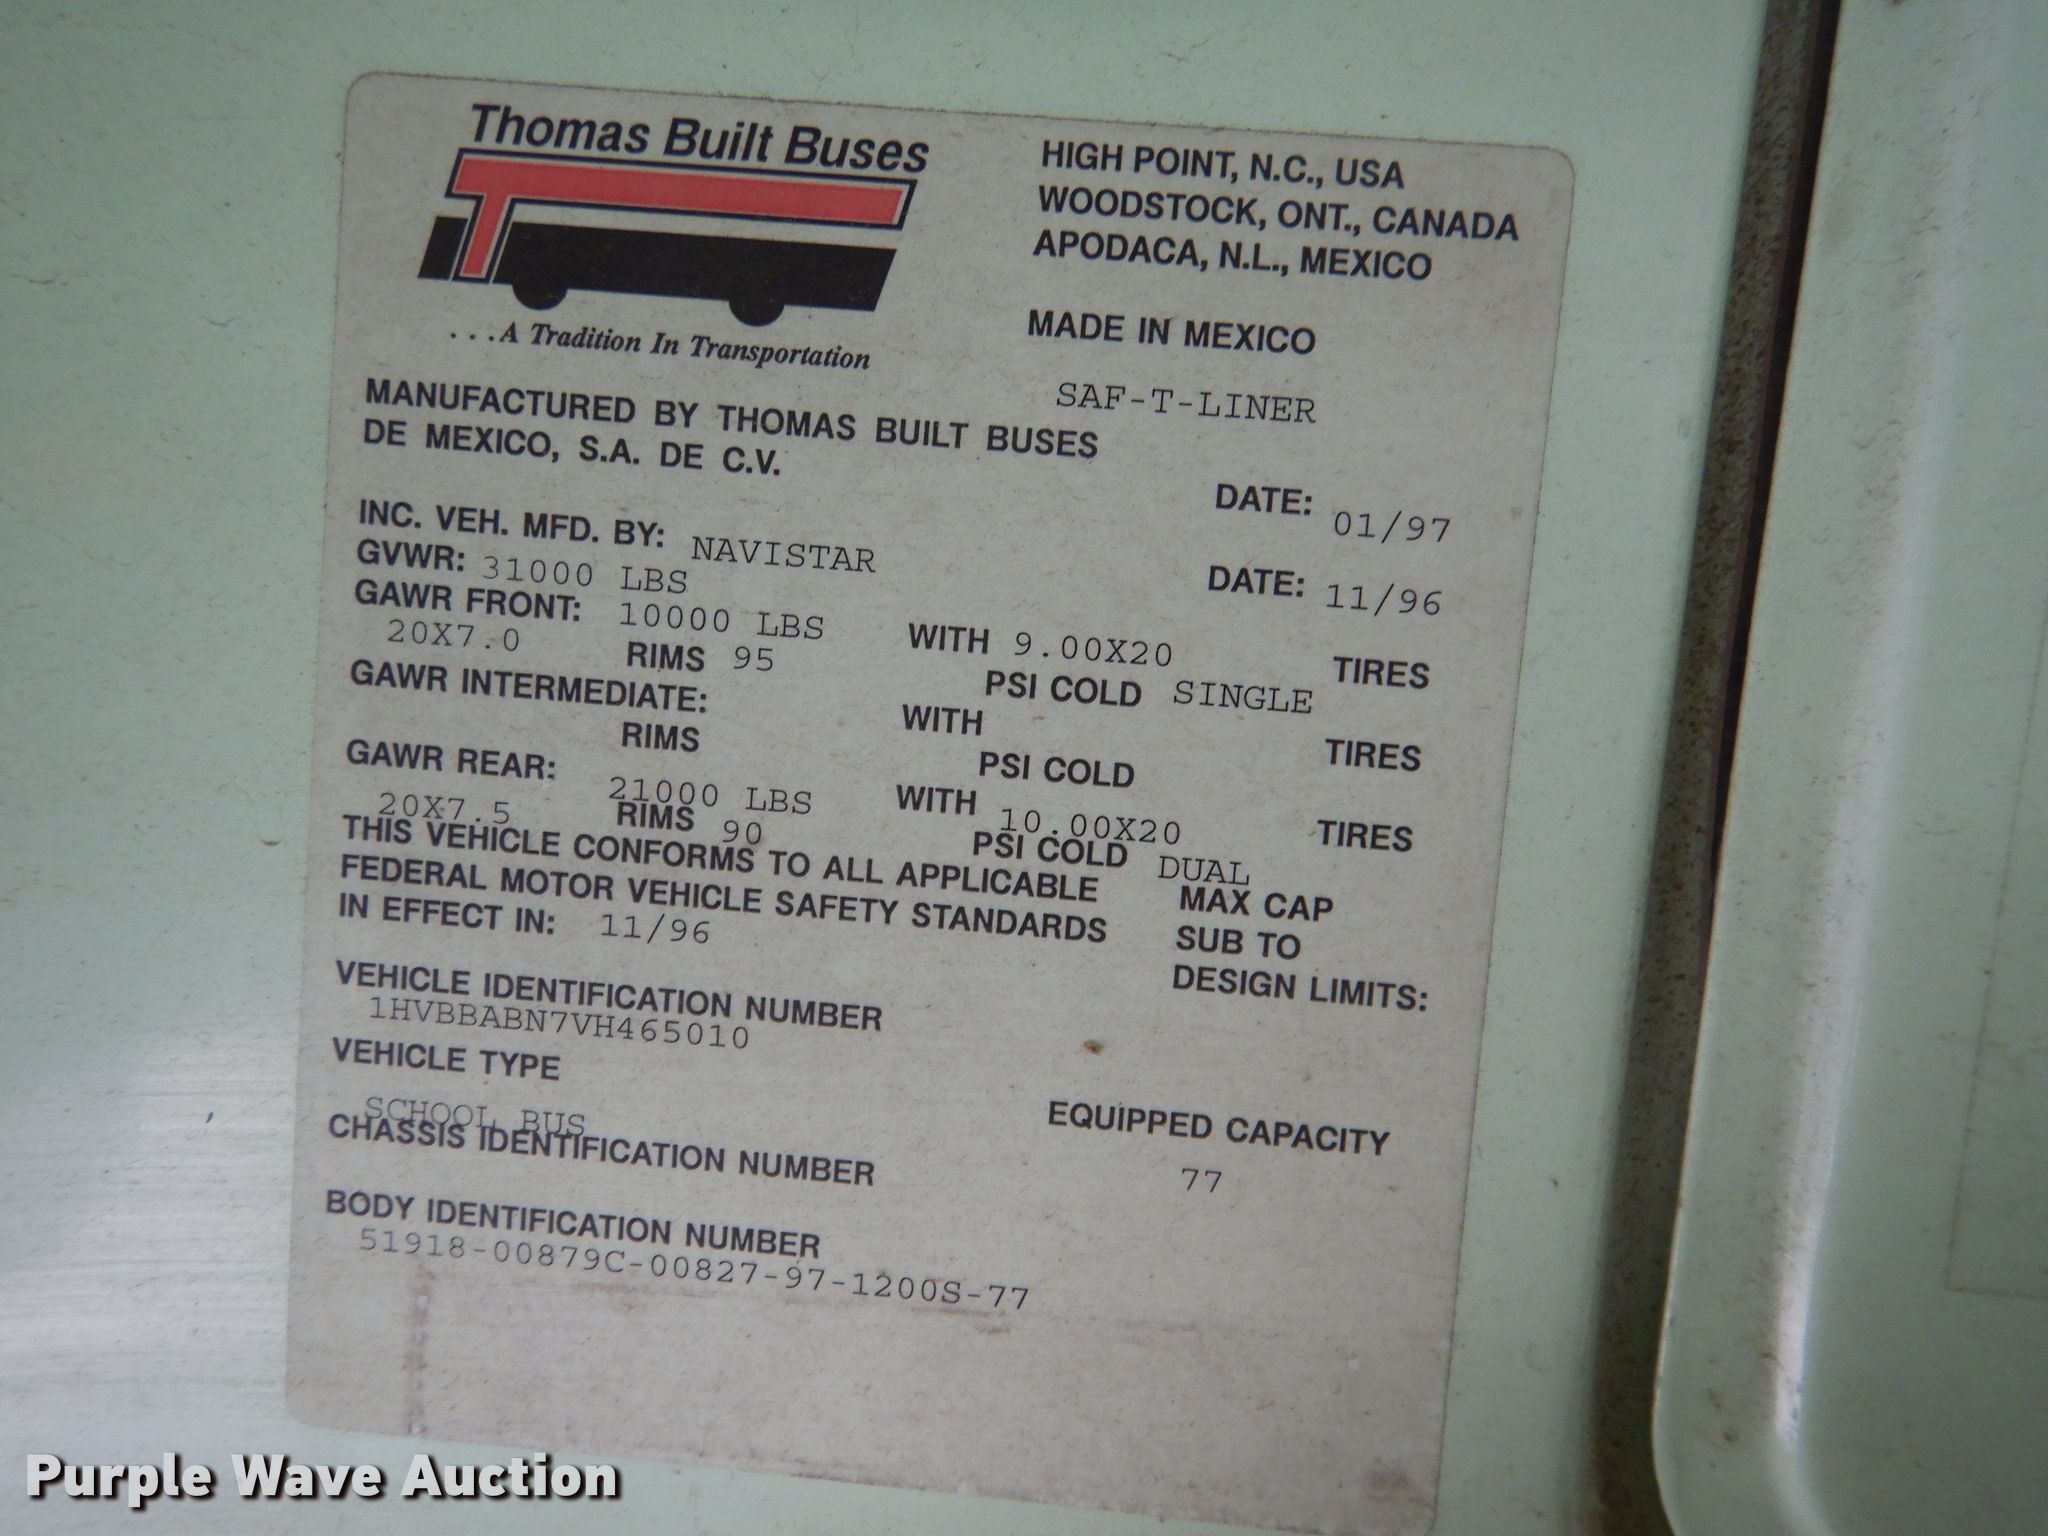 Thomas Built Buses
T
...A Tradition In Transportation
HIGH POINT, N.C., USA
WOODSTOCK, ONT., CANADA
APODACA, N.L., MEXICO
MADE IN MEXICO
SAF-T-LINER
MANUFACTURED BY THOMAS BUILT BUSES
DE MEXICO, S.A. DE C.V.
DATE: 01/97
INC. VEH. MFD. BY: NAVISTAR
DATE: 11/96
GVWR: 31000 LBS
GAWR FRONT: 10000 LBS WITH 9.00X20 TIRES
20X7.0 RIMS 95 PSI COLD SINGLE
GAWR INTERMEDIATE: WITH TIRES
RIMS PSI COLD
GAWR REAR: 21000 LBS WITH 10.00X20 TIRES
20X7.5 RIMS 90 PSI COLD DUAL
THIS VEHICLE CONFORMS TO ALL APPLICABLE
FEDERAL MOTOR VEHICLE SAFETY STANDARDS
IN EFFECT IN: 11/96
MAX CAP
SUB TO
DESIGN LIMITS:
VEHICLE IDENTIFICATION NUMBER
1HVBBABN7VH465010
VEHICLE TYPE
SCHOOL BUS
EQUIPPED CAPACITY
77
CHASSIS IDENTIFICATION NUMBER
BODY IDENTIFICATION NUMBER
51918-00879C-00827-97-1200S-77
Purple Wave Auction